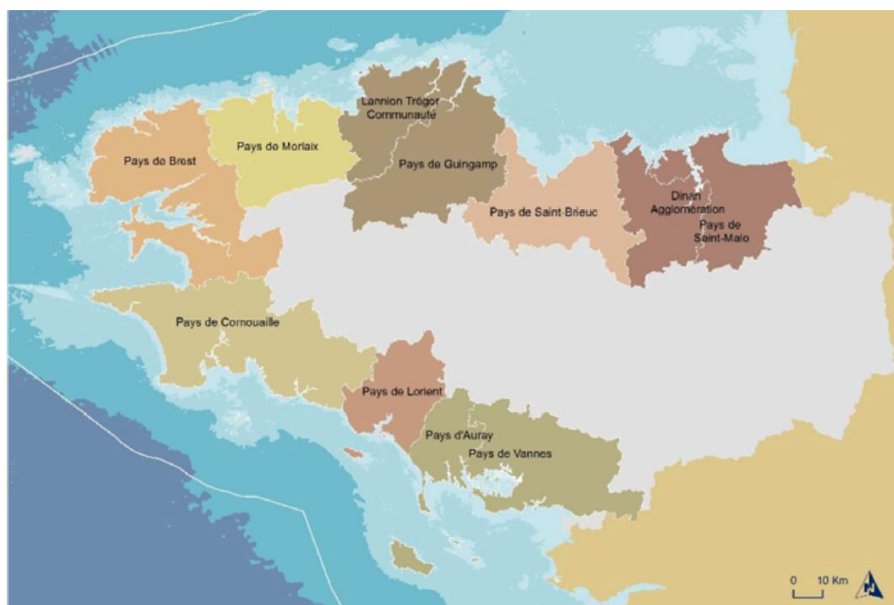 Lannion Trégor
Communauté
Pays de Morlaix
Pays de Brest
Pays de Guingamp
Dinan
Agglomération
Pays de Saint-Brieuc
Pays de
Saint-Malo
Pays de Cornouaille
Pays de Lorient
Pays d'Auray
Pays de Vannes
0 10 Km